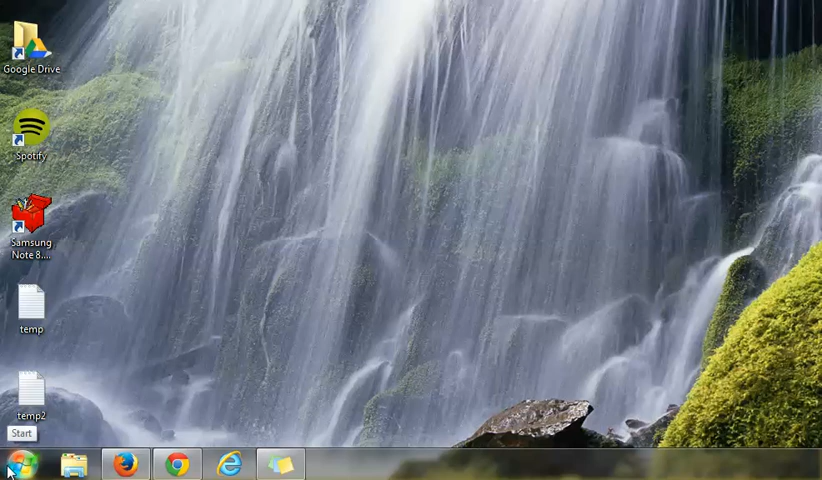 Google Drive
Spotify
Samsung
Note 8....
temp
temp2
Start